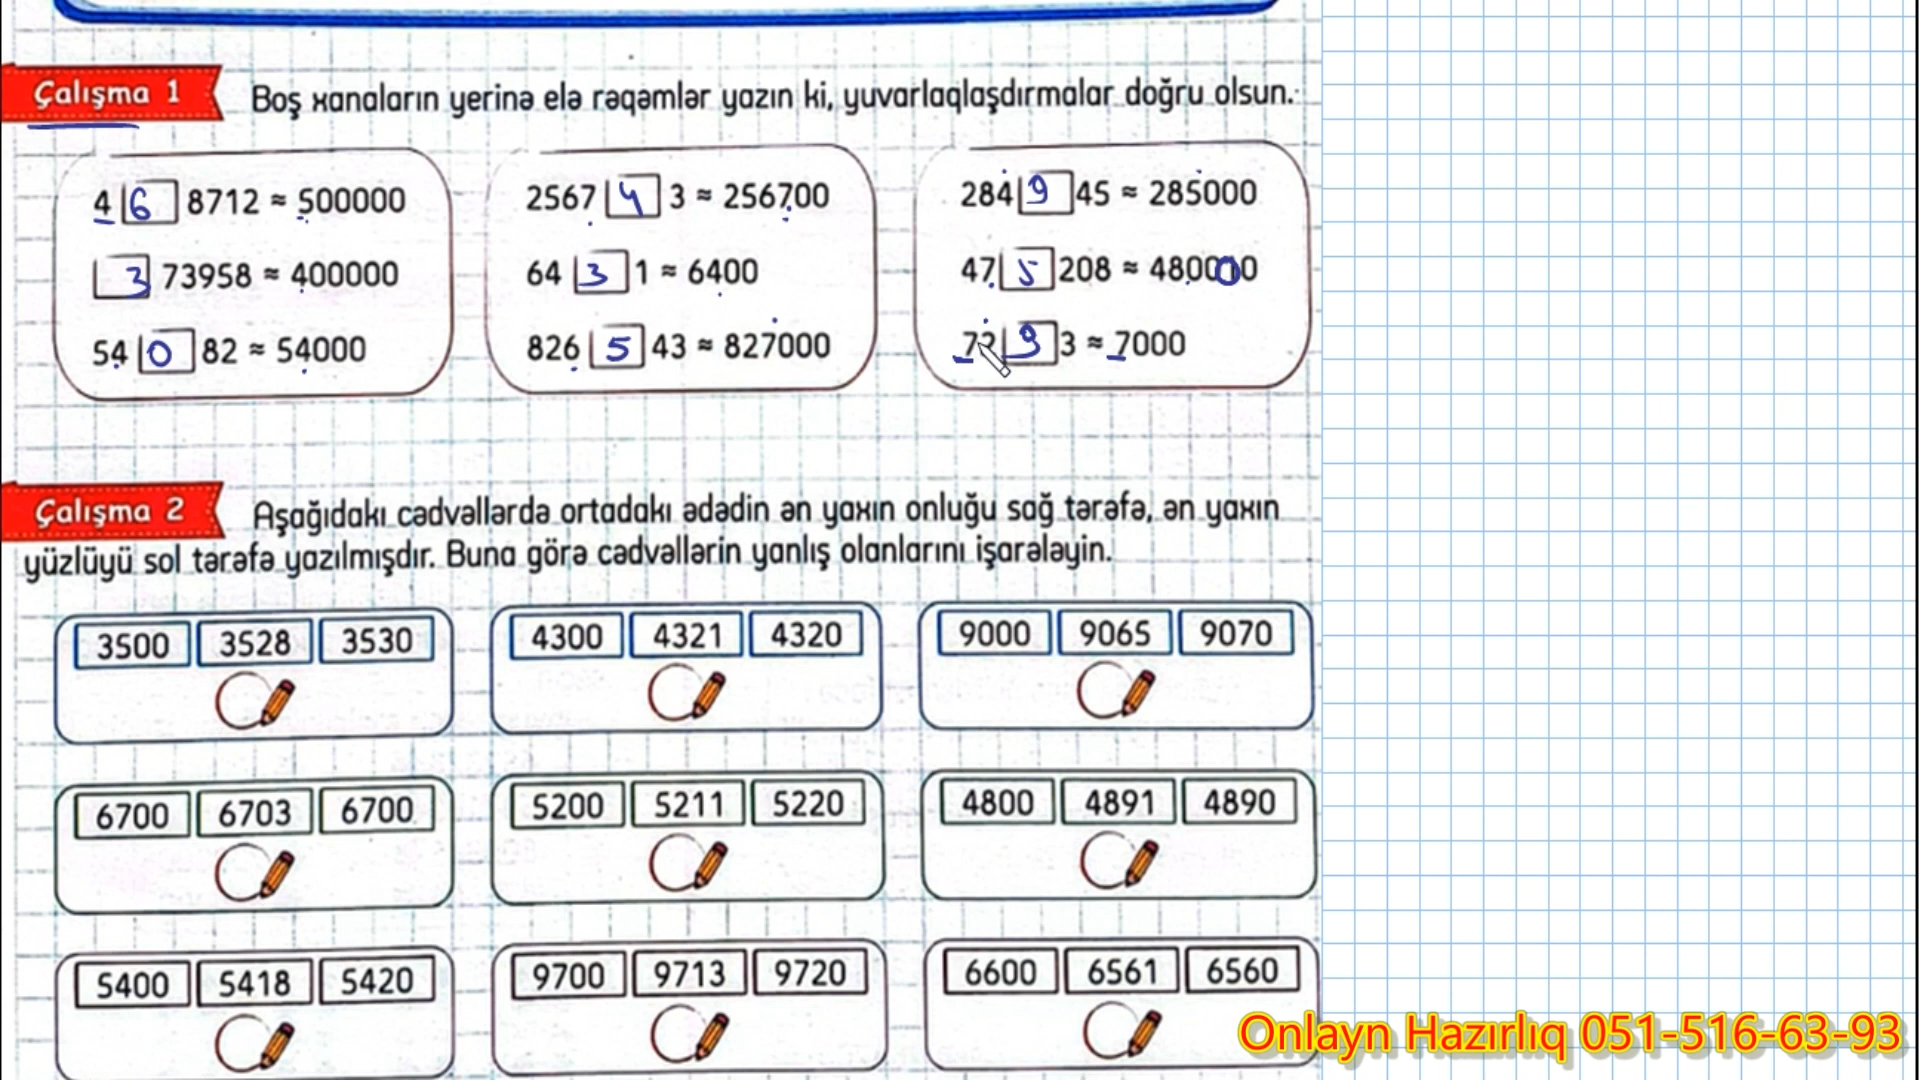 Çalışma 1
Boş xanaların yerinə elə rəqəmlər yazın ki, yuvarlaqlaşdırmalar doğru olsun.
4 6 8712 ≈ 500000
3 73958 ≈ 400000
54 0 82 ≈ 54000
2567 4 3 ≈ 256700
64 3 1 ≈ 6400
826 5 43 ≈ 827000
284 9 45 ≈ 285000
47 5 208 ≈ 480000
72 9 3 ≈ 7000
Çalışma 2
Aşağıdakı cədvəllərdə ortadakı ədədin ən yaxın onluğu sağ tərəfə, ən yaxın
yüzlüyü sol tərəfə yazılmışdır. Buna görə cədvəllərin yanlış olanlarını işarələyin.
3500 3528 3530
4300 4321 4320
9000 9065 9070
6700 6703 6700
5200 5211 5220
4800 4891 4890
5400 5418 5420
9700 9713 9720
6600 6561 6560
Onlayn Hazırlıq 051-516-63-93